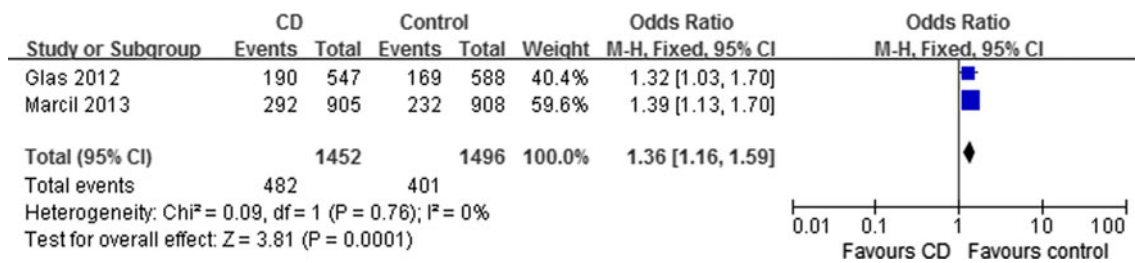 CD Control Odds Ratio Odds Ratio
Study or Subgroup Events Total Events Total Weight M-H, Fixed, 95% CI M-H, Fixed, 95% CI
Glas 2012 190 547 169 588 40.4% 1.32 [1.03, 1.70]
Marcil 2013 292 905 232 908 59.6% 1.39 [1.13, 1.70]
Total (95% CI) 1452 1496 100.0% 1.36 [1.16, 1.59]
Total events 482 401
Heterogeneity: Chi² = 0.09, df = 1 (P = 0.76); I² = 0%
Test for overall effect: Z = 3.81 (P = 0.0001)
0.01 0.1 1 10 100
Favours CD Favours control